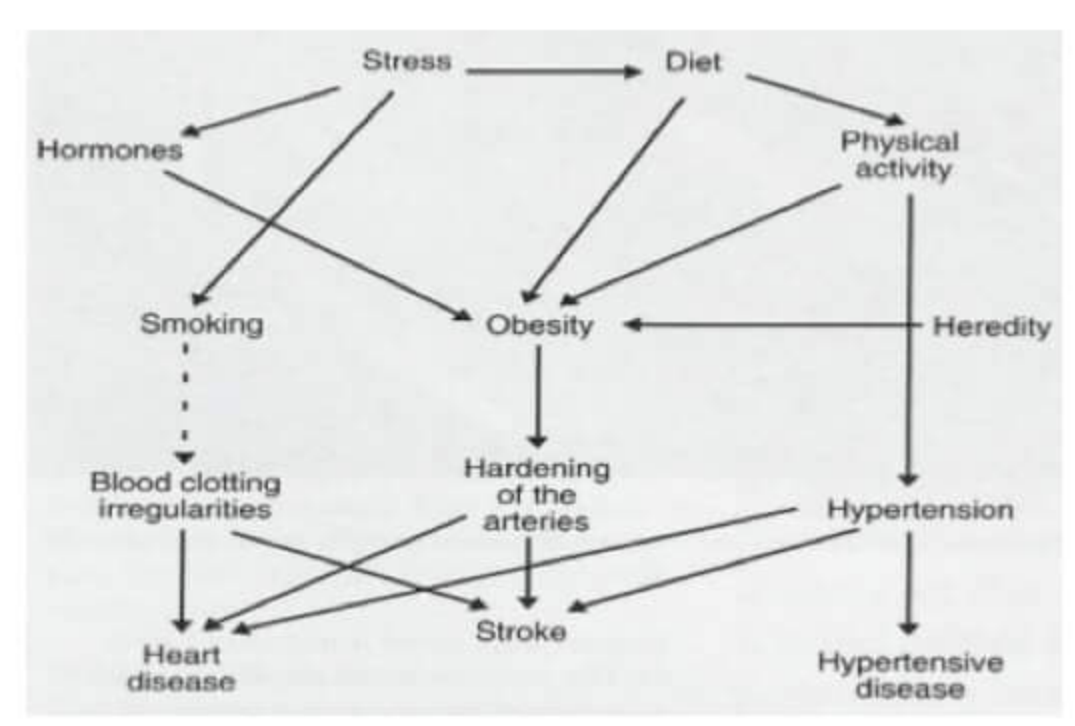 Stress
Diet
Hormones
Physical
activity
Smoking
Obesity
Heredity
Blood clotting
irregularities
Hardening
of the
arteries
Hypertension
Heart
disease
Stroke
Hypertensive
disease